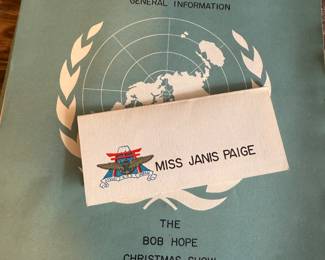 GENERAL INFORMATION
MISS JANIS PAIGE
THE
BOB HOPE
CHRISTMAS SHOW